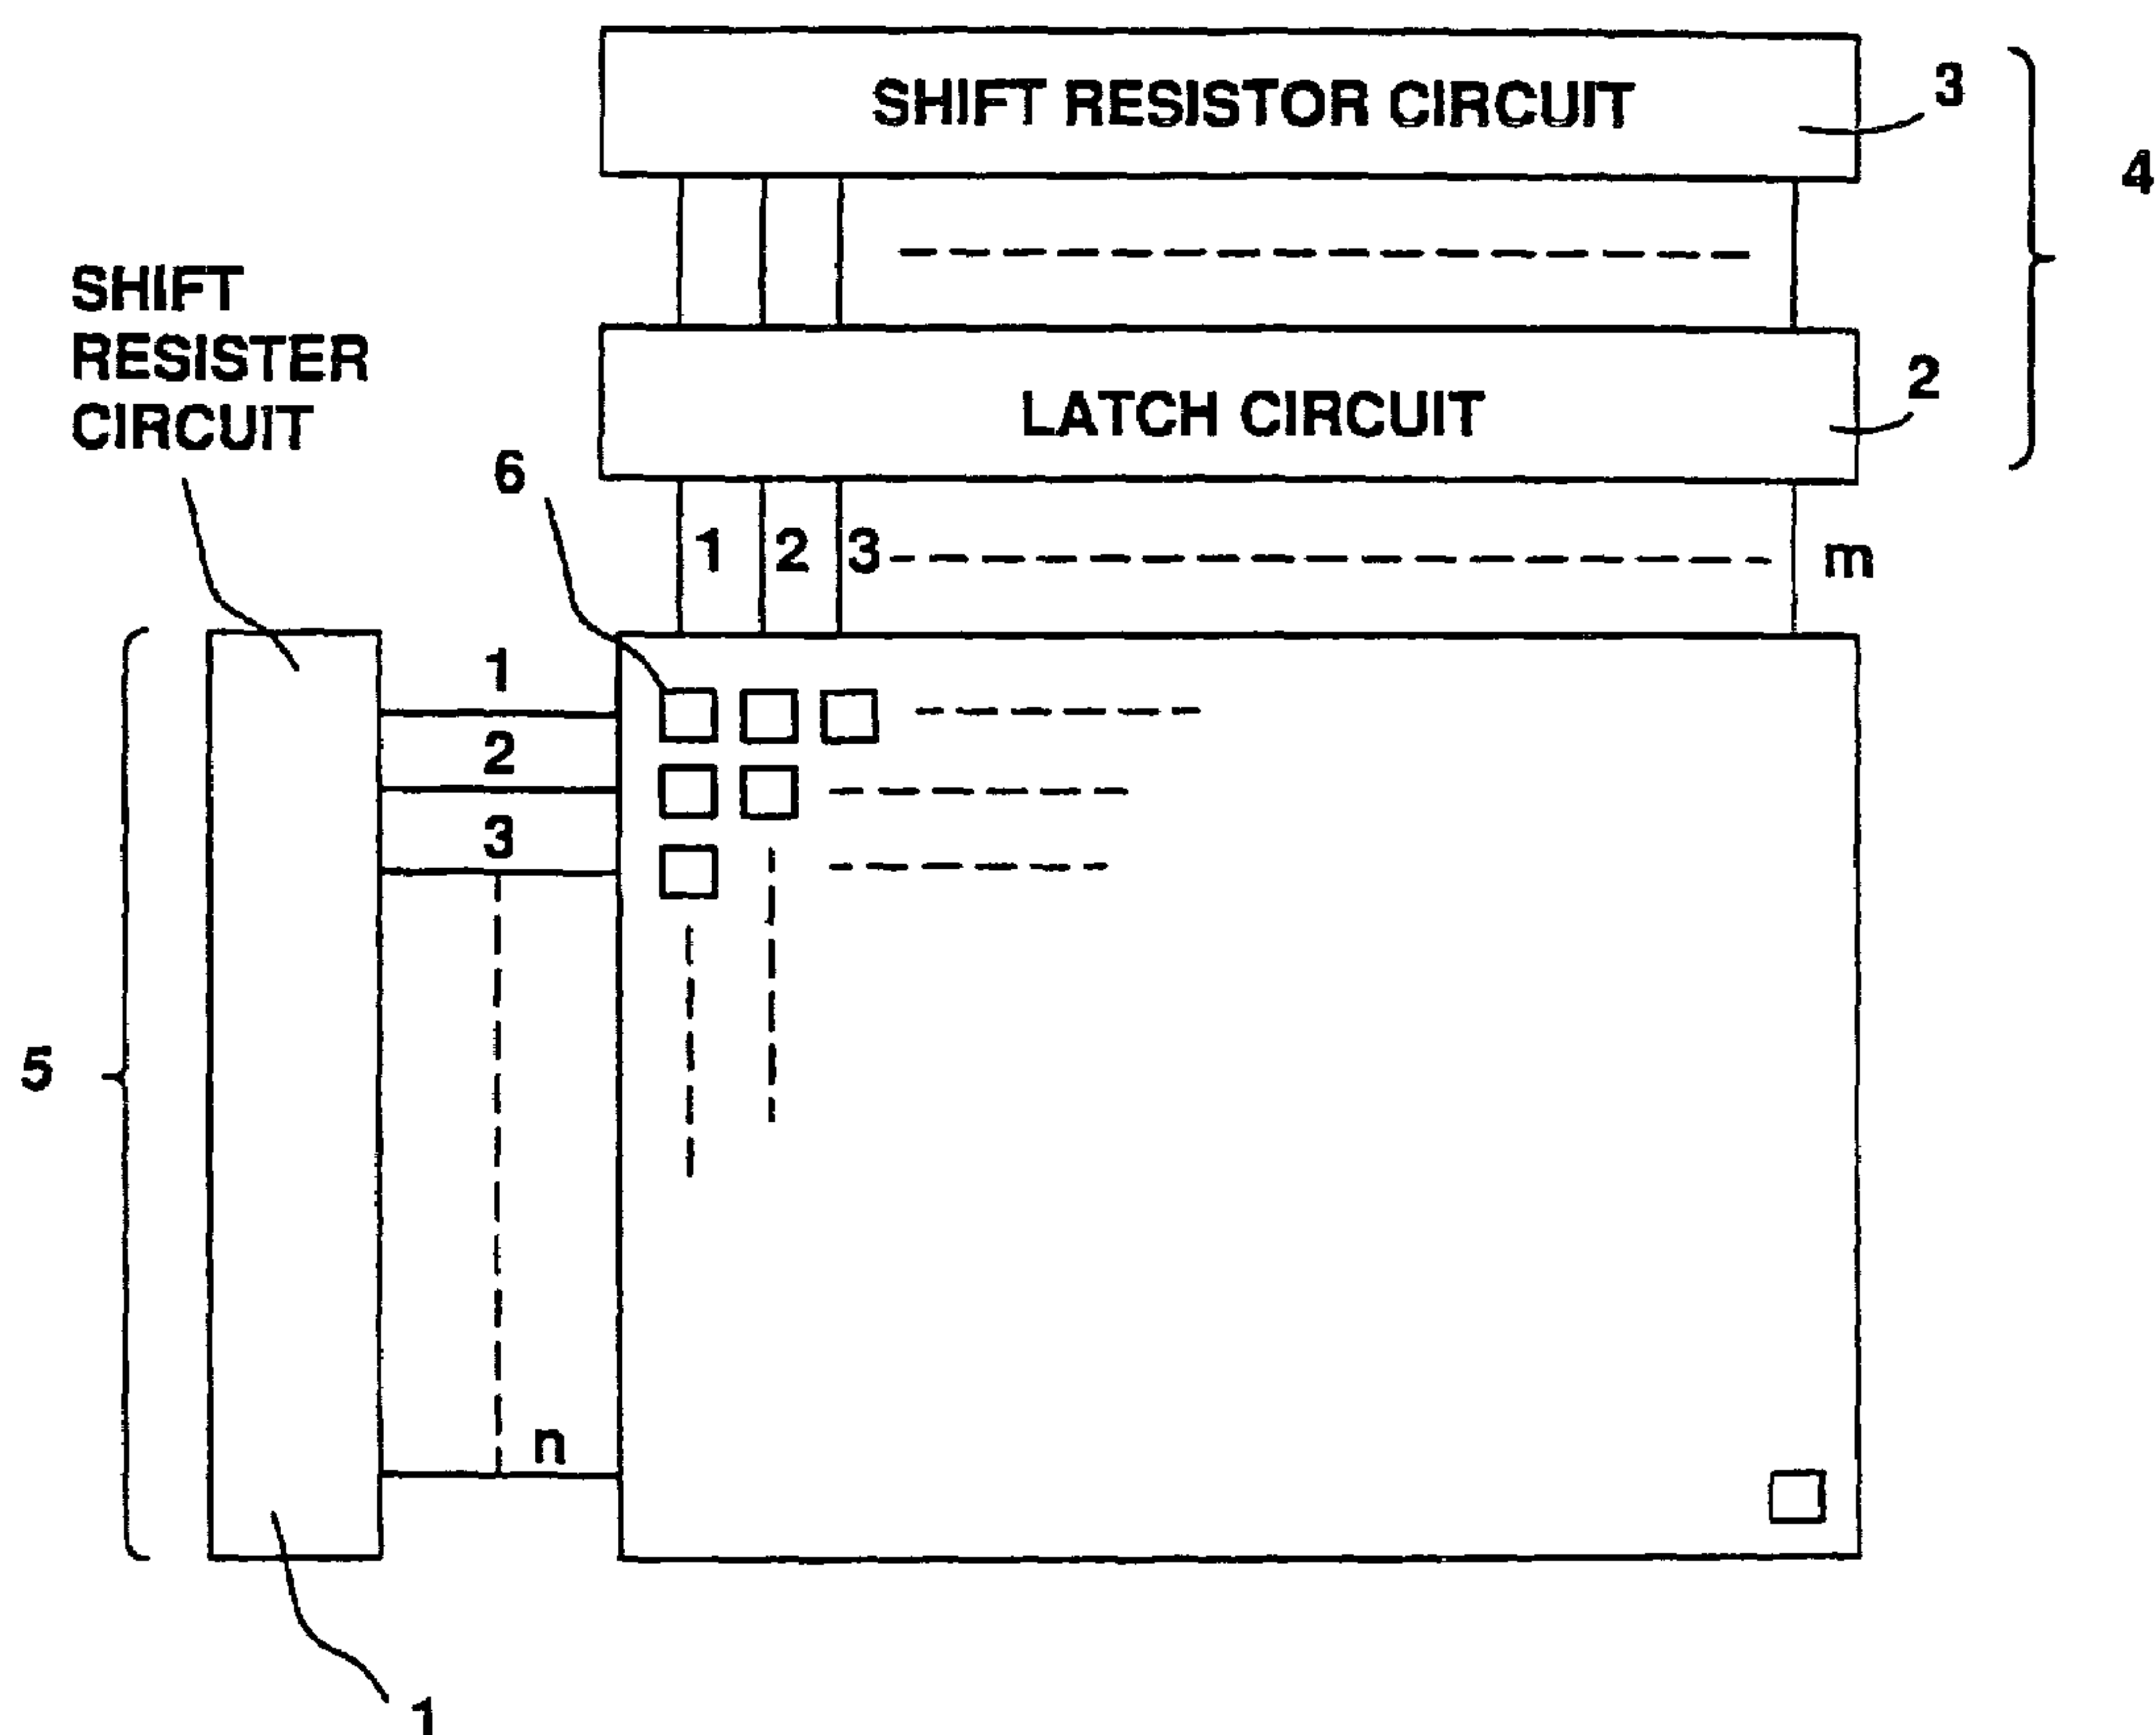 SHIFT RESISTOR CIRCUIT
3
4
SHIFT
RESISTER
CIRCUIT
LATCH CIRCUIT
2
6
1 2 3 m
1
2
3
5
n
1